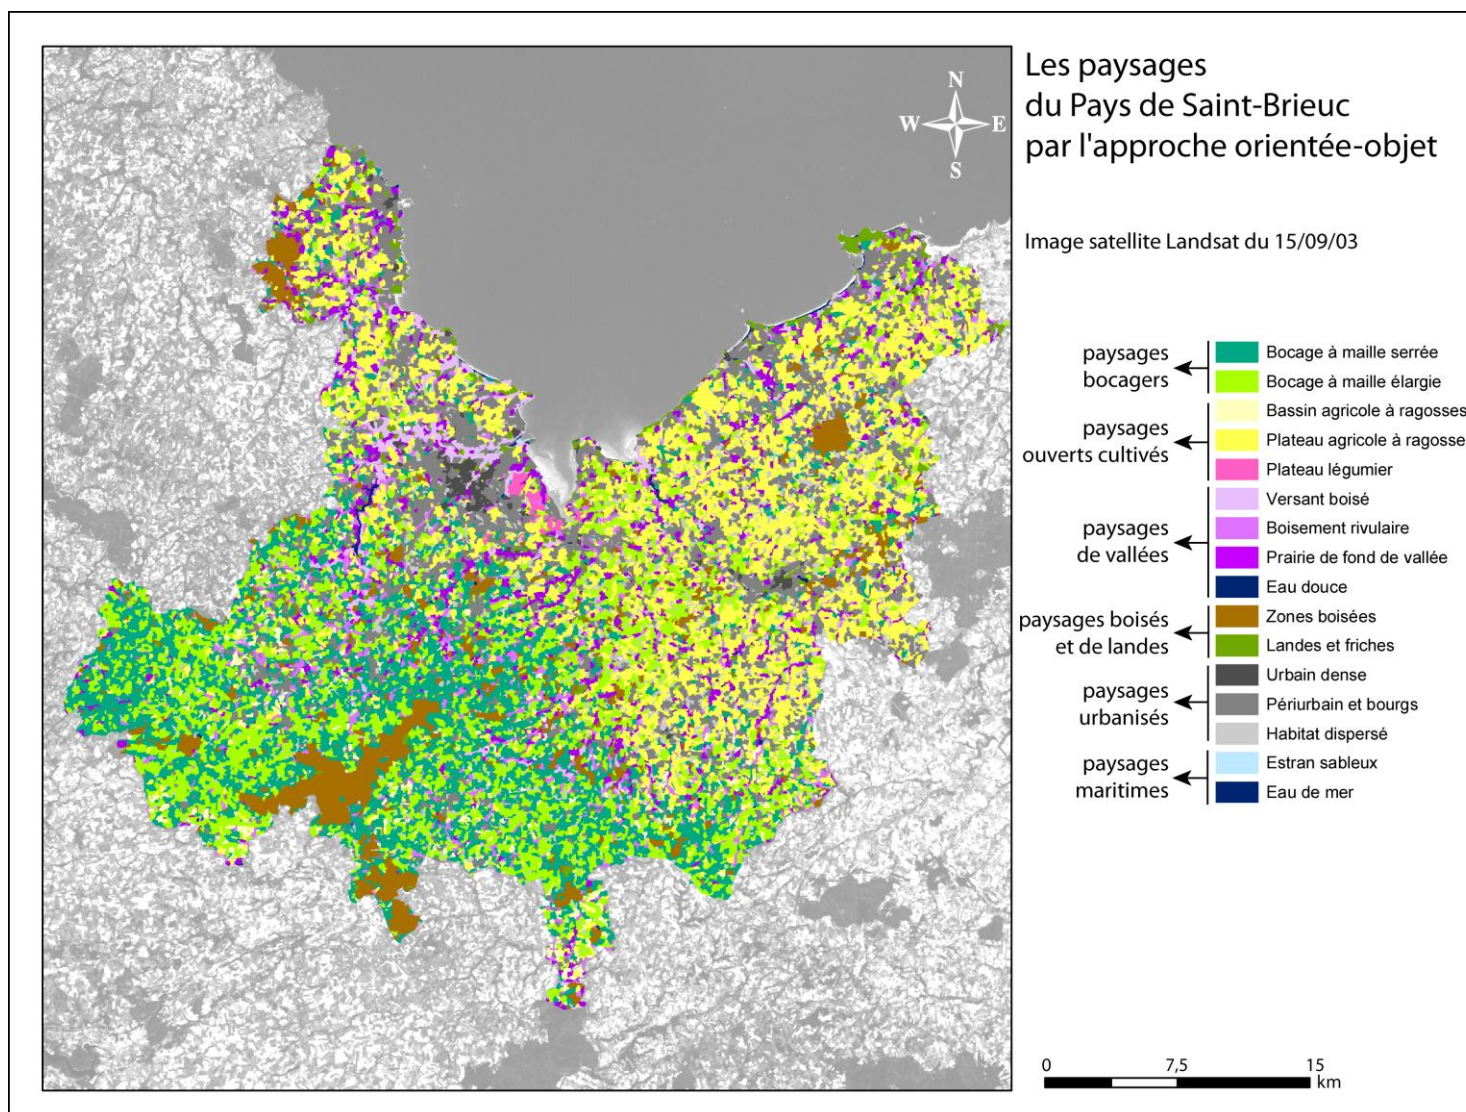 Les paysages
du Pays de Saint-Brieuc
par l'approche orientée-objet
N
W E
S
Image satellite Landsat du 15/09/03
paysages
bocagers
Bocage à maille serrée
Bocage à maille élargie
paysages
ouverts cultivés
Bassin agricole à ragosses
Plateau agricole à ragosse
Plateau légumier
paysages
de vallées
Versant boisé
Boisement rivulaire
Prairie de fond de vallée
Eau douce
paysages boisés
et de landes
Zones boisées
Landes et friches
paysages
urbanisés
Urbain dense
Périurbain et bourgs
Habitat dispersé
paysages
maritimes
Estran sableux
Eau de mer
0 7,5 15
km